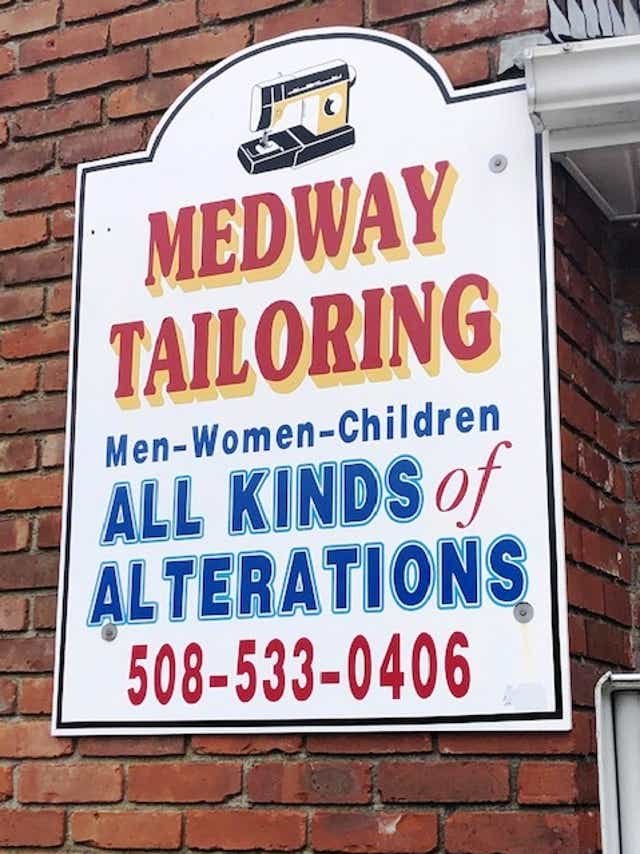 MEDWAY
TAILORING
Men-Women-Children
ALL KINDS of
ALTERATIONS
508-533-0406